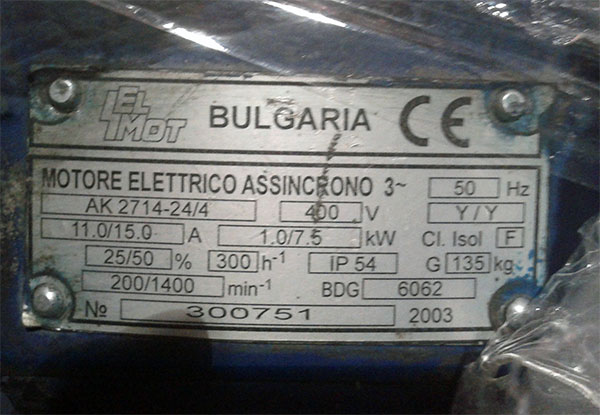 ELMOT BULGARIA CE
MOTORE ELETTRICO ASSINCRONO 3~ 50 Hz
AK 2714-24/4 400 V Y / Y
11.0/15.0 A 1.0/7.5 kW Cl. Isol F
25/50 % 300 h-1 IP 54 G 135 kg
200/1400 min-1 BDG 6062
№ 300751 2003